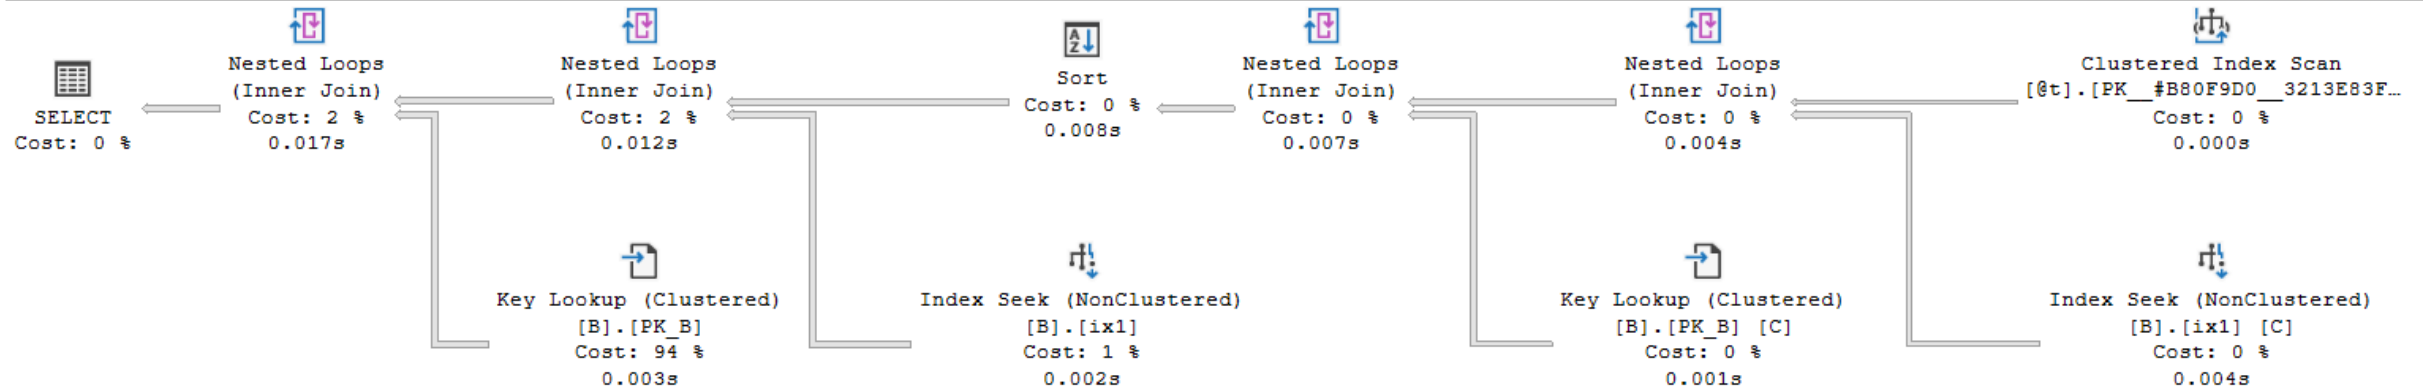 SELECT
Cost: 0 %
Nested Loops
(Inner Join)
Cost: 2 %
0.017s
Nested Loops
(Inner Join)
Cost: 2 %
0.012s
A
Z
Sort
Cost: 0 %
0.008s
Nested Loops
(Inner Join)
Cost: 0 %
0.007s
Nested Loops
(Inner Join)
Cost: 0 %
0.004s
Clustered Index Scan
[@t].[PK__#B80F9D0__3213E83F…
Cost: 0 %
0.000s
Key Lookup (Clustered)
[B].[PK_B]
Cost: 94 %
0.003s
Index Seek (NonClustered)
[B].[ix1]
Cost: 1 %
0.002s
Key Lookup (Clustered)
[B].[PK_B] [C]
Cost: 0 %
0.001s
Index Seek (NonClustered)
[B].[ix1] [C]
Cost: 0 %
0.004s